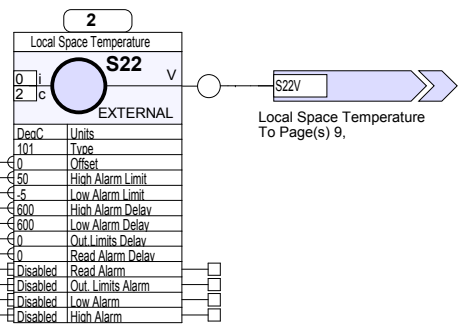 2
Local Space Temperature
S22
V
0 i
2 c
EXTERNAL
DegC Units
101 Type
0 Offset
50 High Alarm Limit
-5 Low Alarm Limit
600 High Alarm Delay
600 Low Alarm Delay
0 Out.Limits Delay
0 Read Alarm Delay
Disabled Read Alarm
Disabled Out. Limits Alarm
Disabled Low Alarm
Disabled High Alarm
S22V
Local Space Temperature
To Page(s) 9,